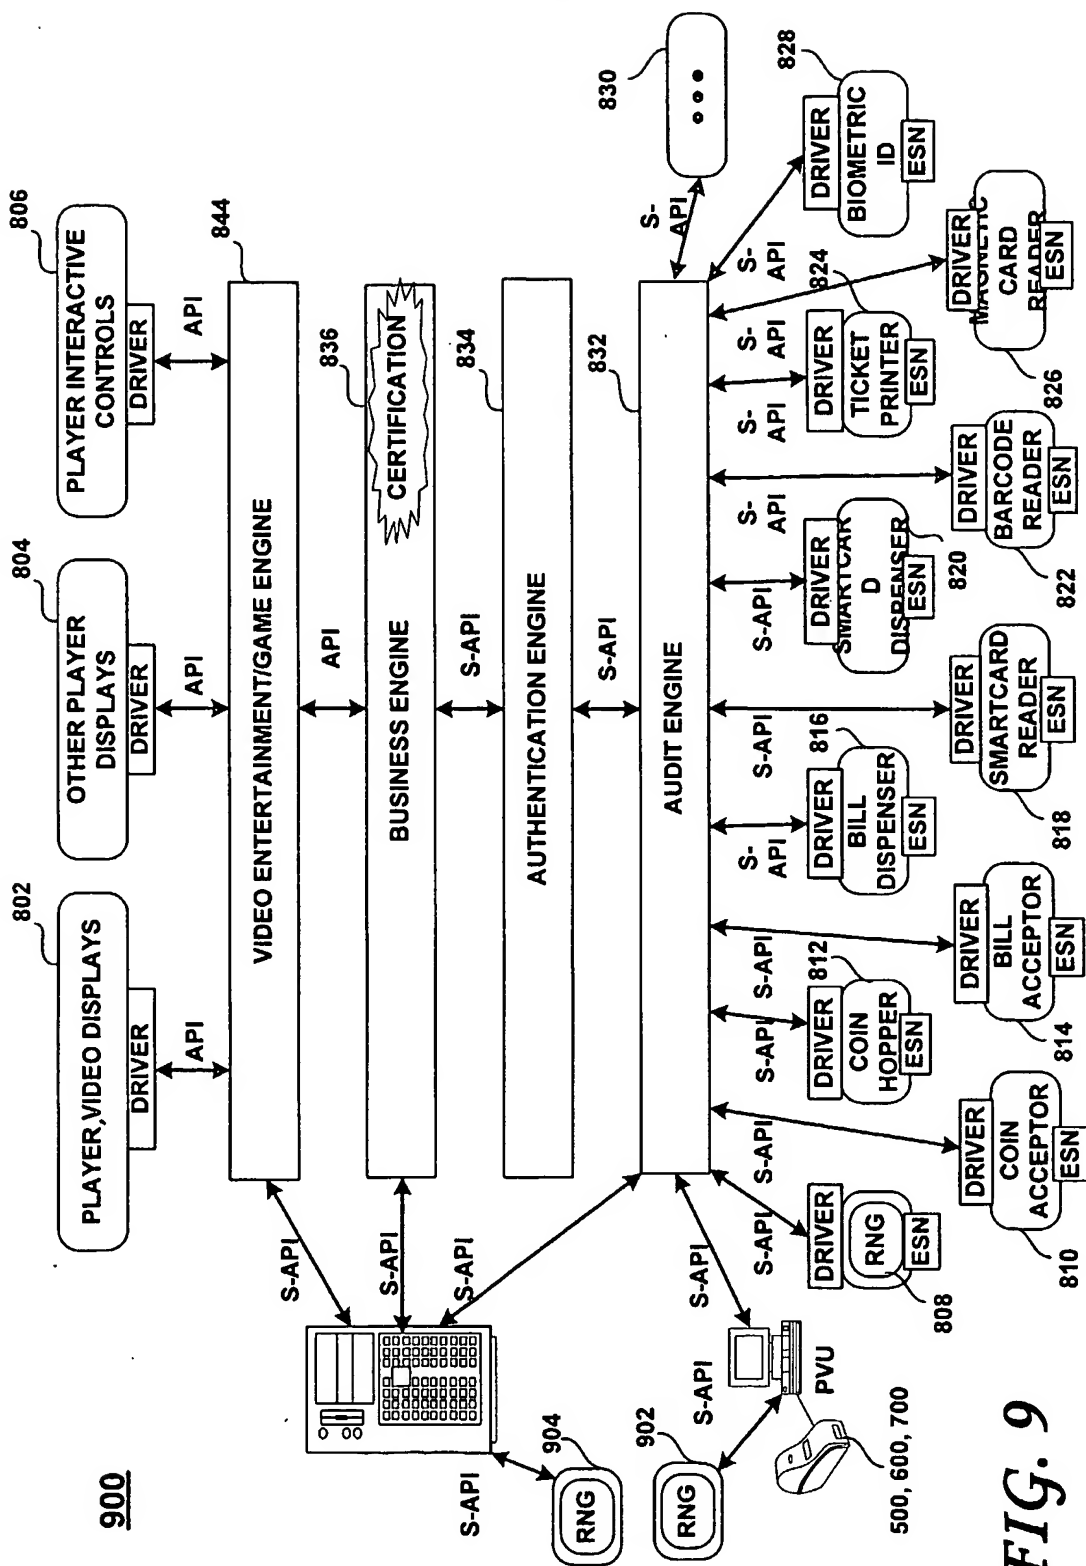 900
802
PLAYER,VIDEO DISPLAYS
DRIVER
API
804
OTHER PLAYER
DISPLAYS
DRIVER
API
806
PLAYER INTERACTIVE
CONTROLS
DRIVER
API
844
VIDEO ENTERTAINMENT/GAME ENGINE
API
836
BUSINESS ENGINE
CERTIFICATION
S-API
834
AUTHENTICATION ENGINE
S-API
832
AUDIT ENGINE
S-API
S-API
S-API
S-API
904
RNG
902
RNG
S-API
S-API
PVU
500, 600, 700
S-API
DRIVER
RNG
ESN
808
S-API
DRIVER
COIN
ACCEPTOR
ESN
810
S-API
812
DRIVER
COIN
HOPPER
ESN
S-API
DRIVER
BILL
ACCEPTOR
ESN
814
S-
API
816
DRIVER
BILL
DISPENSER
ESN
S-API
DRIVER
SMARTCARD
READER
ESN
818
S-API
DRIVER
SMARTCAR
D
DISPENSER
ESN
820
S-
API
DRIVER
BARCODE
READER
ESN
822
S-
API
824
DRIVER
TICKET
PRINTER
ESN
S-
API
DRIVER
MAGNETIC
CARD
READER
ESN
826
S-
API
828
DRIVER
BIOMETRIC
ID
ESN
S-
API
830
FIG. 9